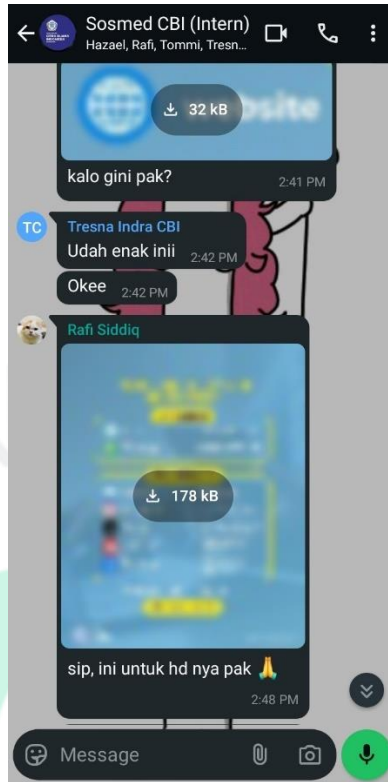 Sosmed CBI (Intern)
Hazael, Rafi, Tommi, Tresn...
32 kB
kalo gini pak?
2:41 PM
TC
Tresna Indra CBI
Udah enak inii
2:42 PM
Okee
2:42 PM
Rafi Siddiq
178 kB
sip, ini untuk hd nya pak 🙏
2:48 PM
Message